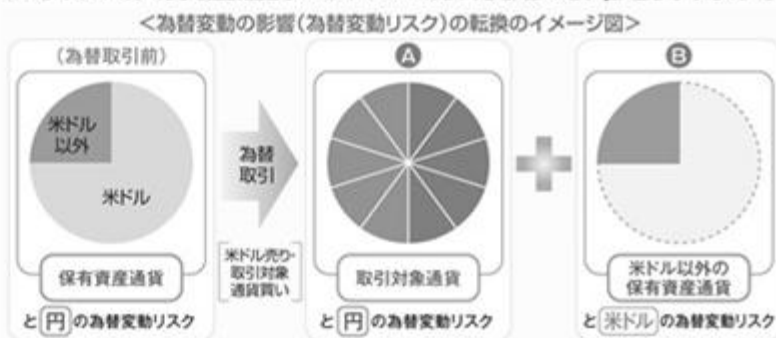 <為替変動の影響(為替変動リスク)の転換のイメージ図>
(為替取引前)
米ドル
以外
米ドル
保有資産通貨
と円の為替変動リスク
為替
取引
米ドル売り・
取引対象
通貨買い
A
取引対象通貨
と円の為替変動リスク
B
米ドル以外の
保有資産通貨
と米ドルの為替変動リスク